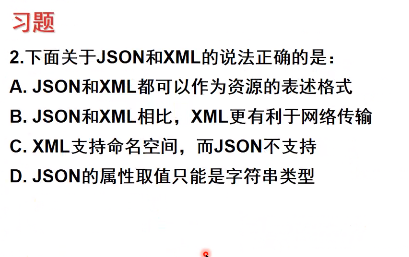 习题
2.下面关于JSON和XML的说法正确的是：
A. JSON和XML都可以作为资源的表述格式
B. JSON和XML相比，XML更有利于网络传输
C. XML支持命名空间，而JSON不支持
D. JSON的属性取值只能是字符串类型